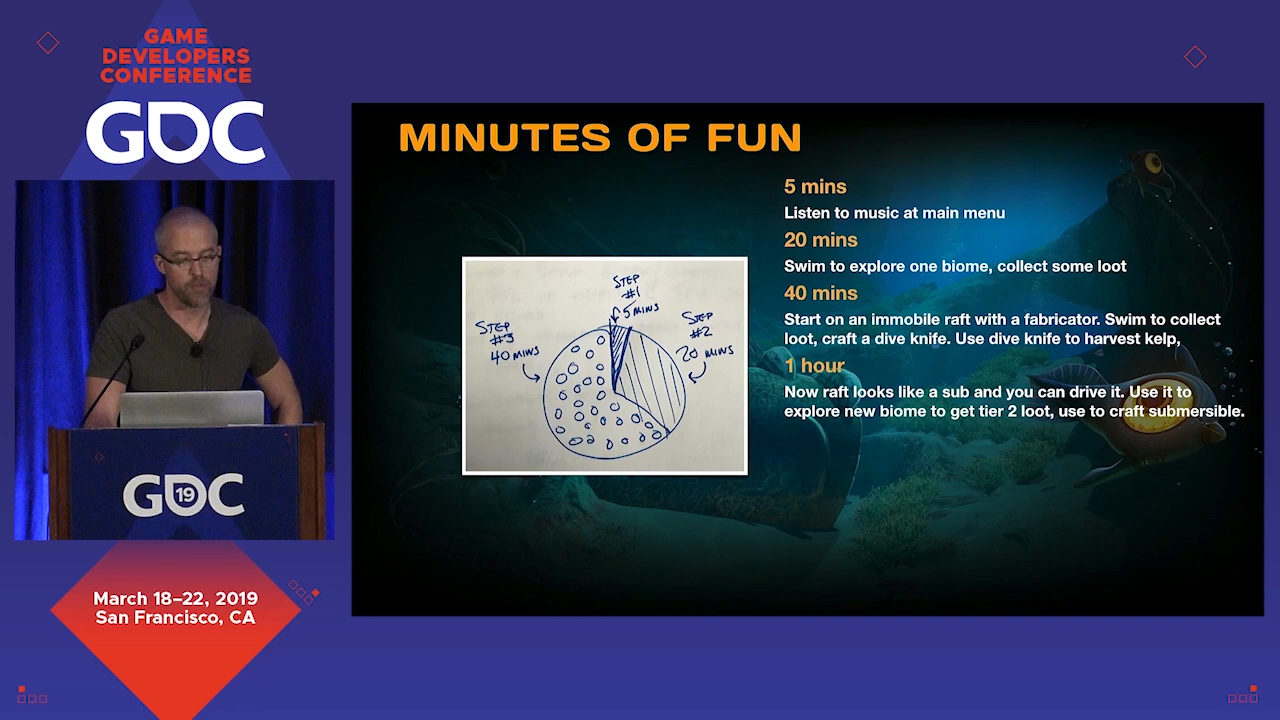 GAME
DEVELOPERS
CONFERENCE
GDC
GDC
19
March 18–22, 2019
San Francisco, CA
MINUTES OF FUN
STEP
#1
5 MINS
STEP
#2
20 MINS
STEP
#3
40 MINS
5 mins
Listen to music at main menu
20 mins
Swim to explore one biome, collect some loot
40 mins
Start on an immobile raft with a fabricator. Swim to collect
loot, craft a dive knife. Use dive knife to harvest kelp,
1 hour
Now raft looks like a sub and you can drive it. Use it to
explore new biome to get tier 2 loot, use to craft submersible.